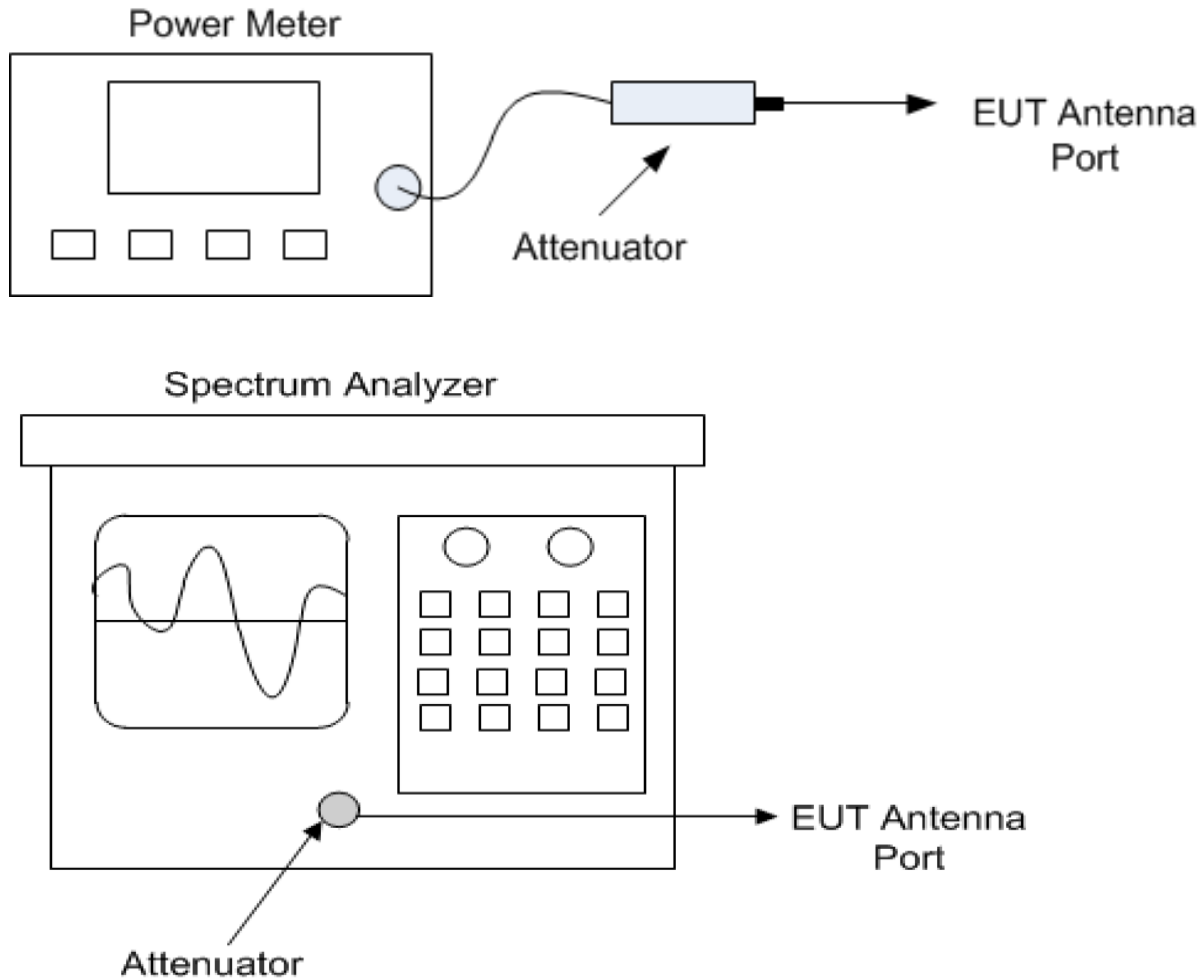 Power Meter
EUT Antenna
Port
Attenuator
Spectrum Analyzer
EUT Antenna
Port
Attenuator